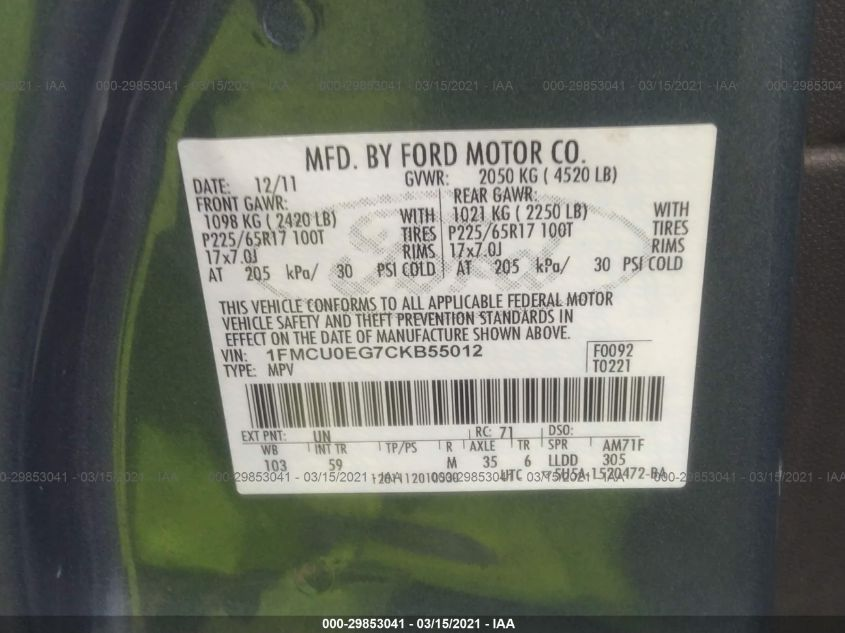 000-29853041 - 03/15/2021 - IAA
MFD. BY FORD MOTOR CO.
DATE: 12/11 GVWR: 2050 KG ( 4520 LB)
FRONT GAWR: REAR GAWR:
1098 KG ( 2420 LB) WITH 1021 KG ( 2250 LB) WITH
P225/65R17 100T TIRES P225/65R17 100T TIRES
17x7.0J RIMS 17x7.0J RIMS
AT 205 kPa/ 30 PSI COLD AT 205 kPa/ 30 PSI COLD
THIS VEHICLE CONFORMS TO ALL APPLICABLE FEDERAL MOTOR
VEHICLE SAFETY AND THEFT PREVENTION STANDARDS IN
EFFECT ON THE DATE OF MANUFACTURE SHOWN ABOVE.
VIN: 1FMCU0EG7CKB55012 F0092
TYPE: MPV T0221
EXT PNT: UN RC: 71 DSO:
WB INT TR TP/PS R AXLE TR SPR AM71F
103 59 M 35 6 LLDD 305
UTC
000-29853041 - 03/15/2021 - IAA